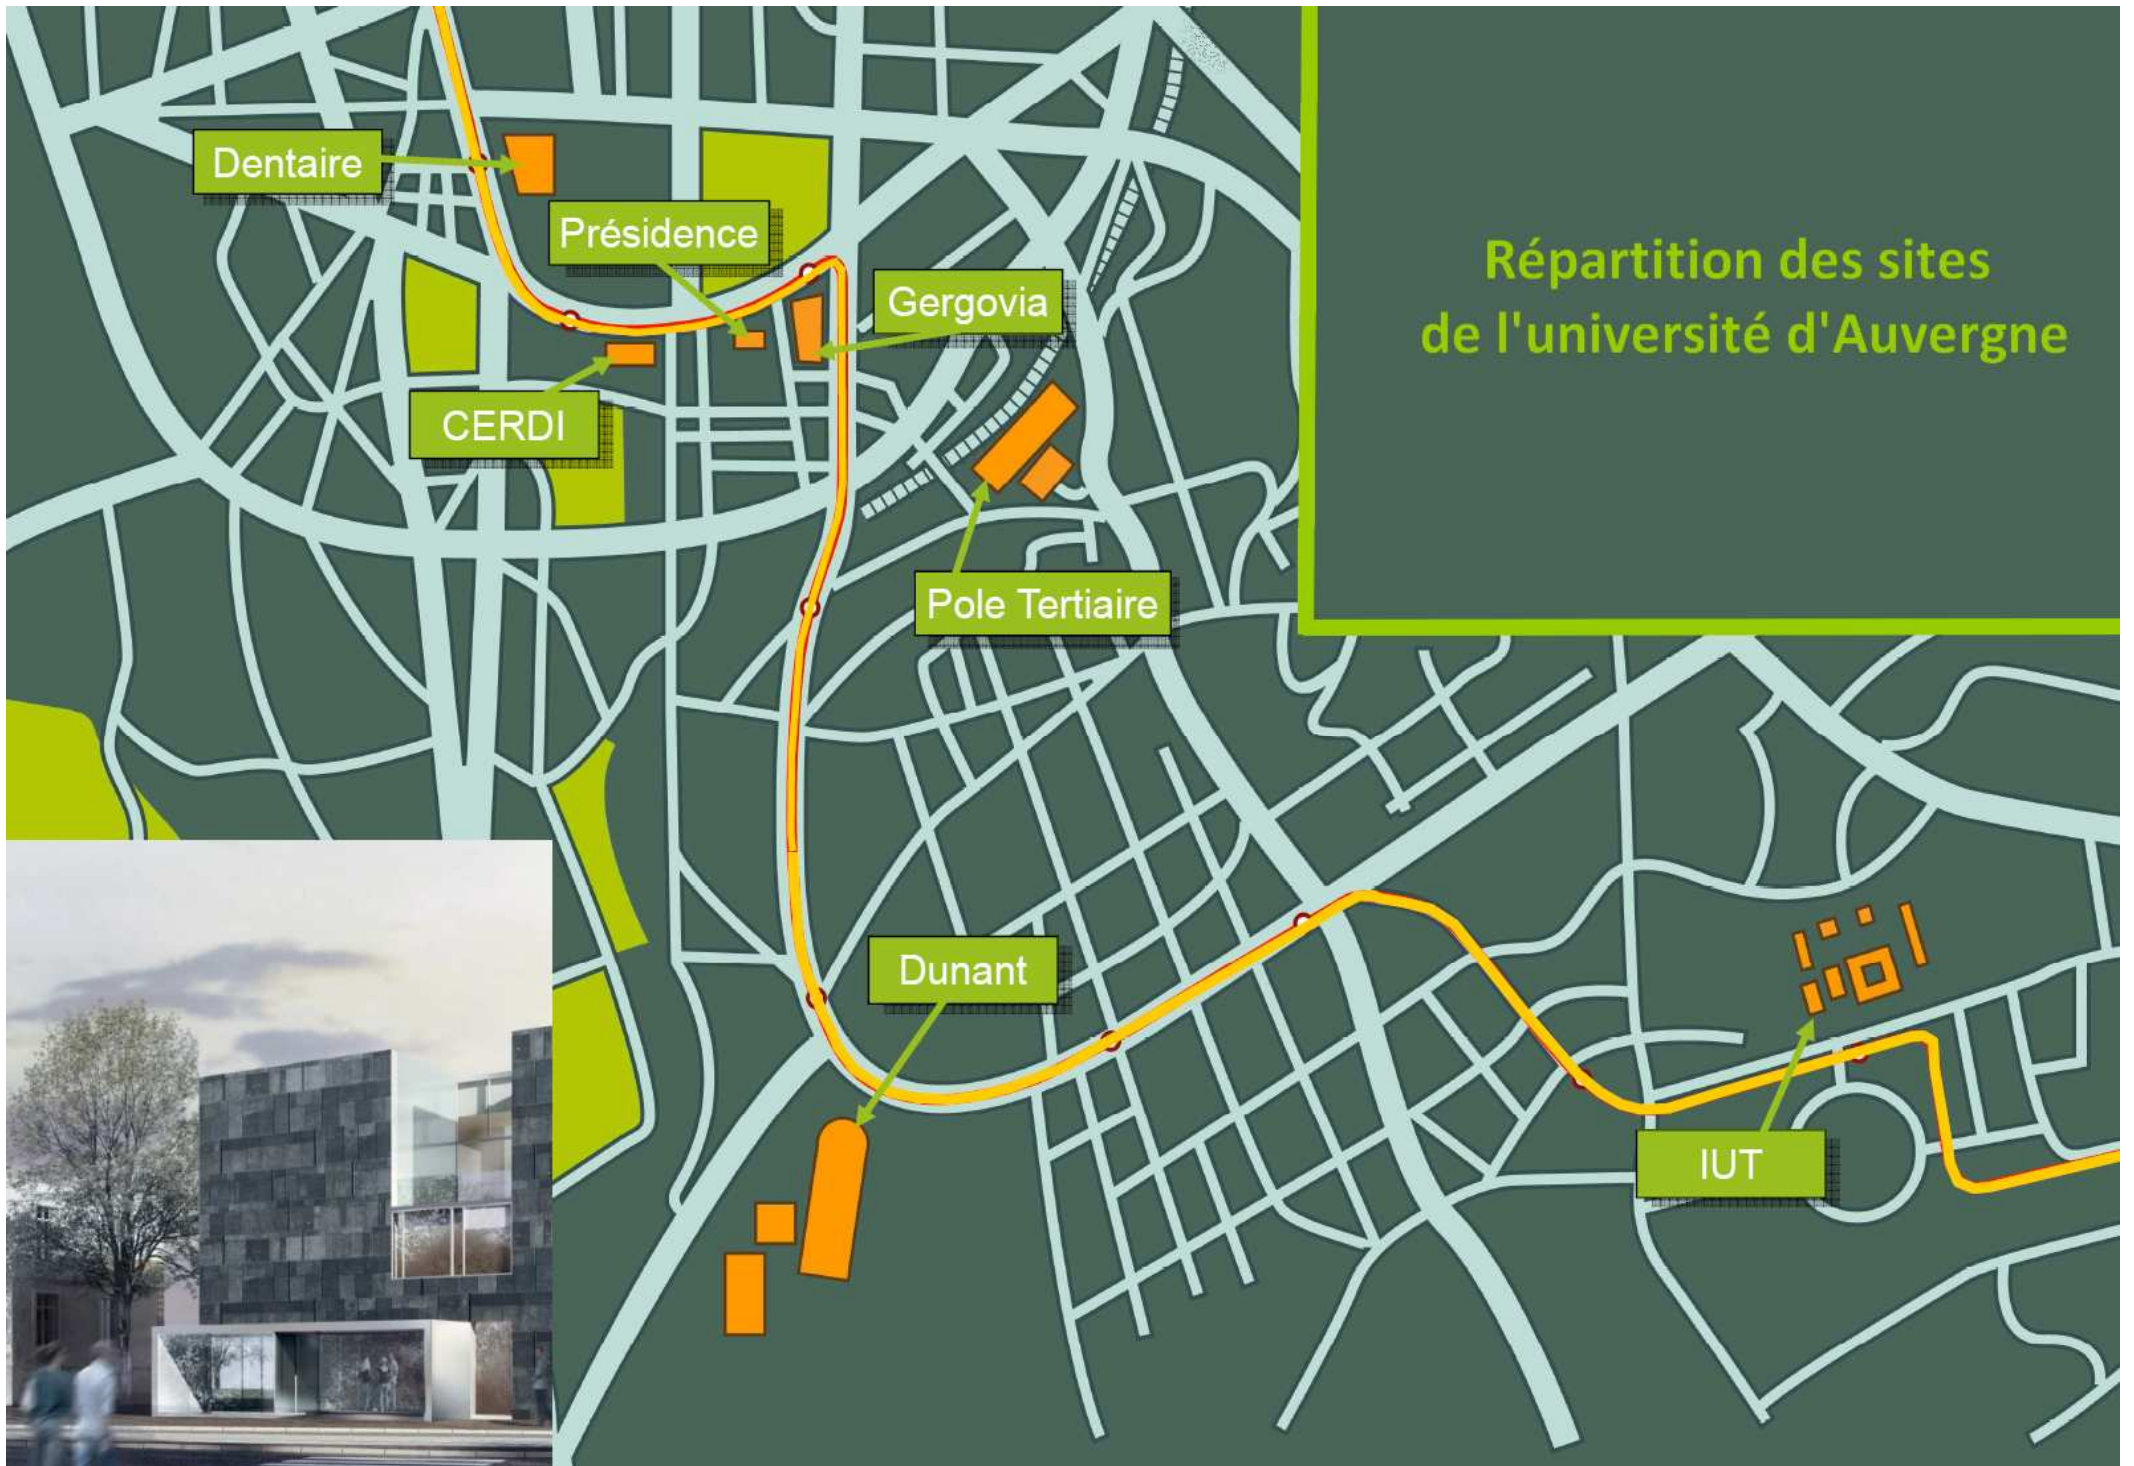 Répartition des sites
de l'université d'Auvergne
Dentaire
Présidence
Gergovia
CERDI
Pole Tertiaire
Dunant
IUT